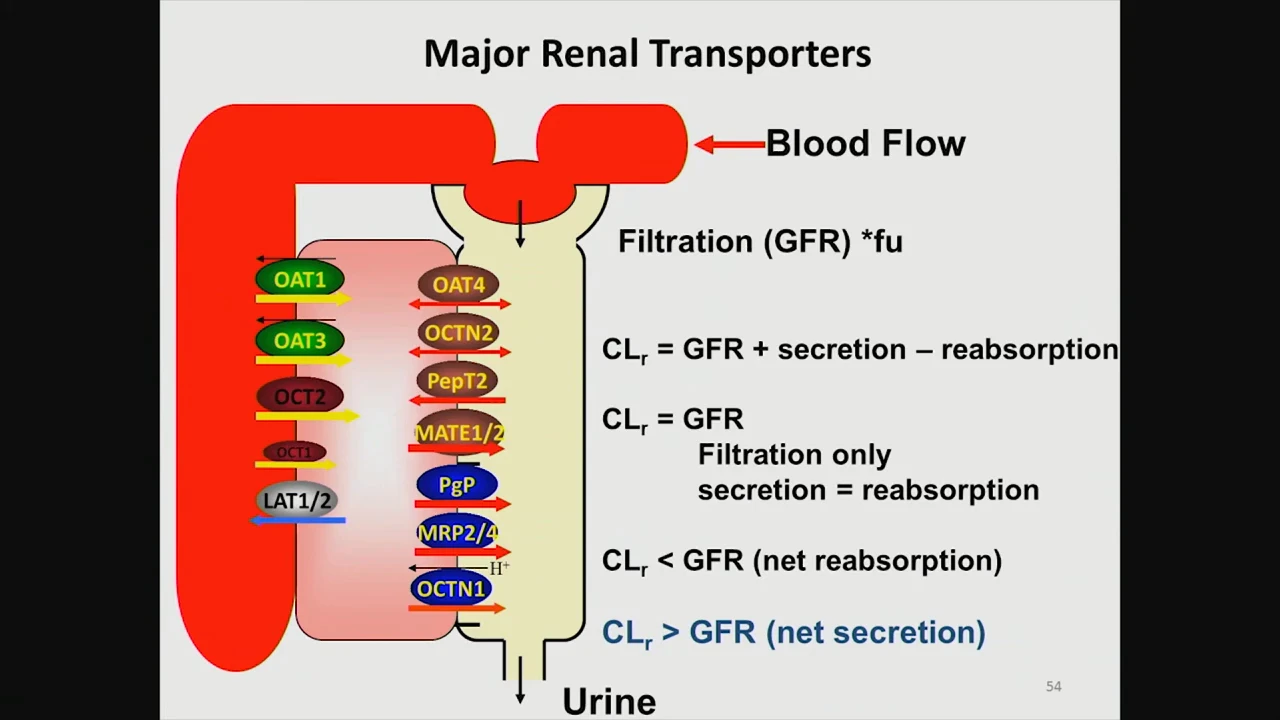 Major Renal Transporters
Blood Flow
Filtration (GFR) *fu
OAT1
OAT3
OCT2
OCT1
LAT1/2
OAT4
OCTN2
PepT2
MATE1/2
PgP
MRP2/4
H⁺
OCTN1
CLr = GFR + secretion – reabsorption
CLr = GFR
Filtration only
secretion = reabsorption
CLr < GFR (net reabsorption)
CLr > GFR (net secretion)
Urine
54